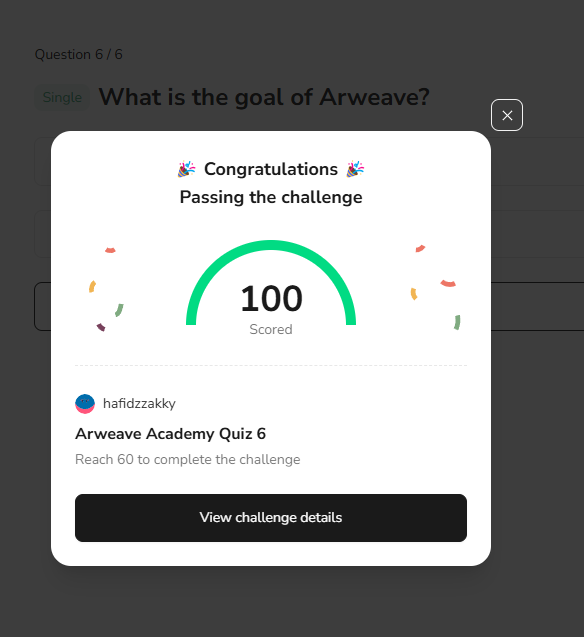 Question 6 / 6
Single What is the goal of Arweave?
🎉 Congratulations 🎉
Passing the challenge
100
Scored
hafidzzakky
Arweave Academy Quiz 6
Reach 60 to complete the challenge
View challenge details